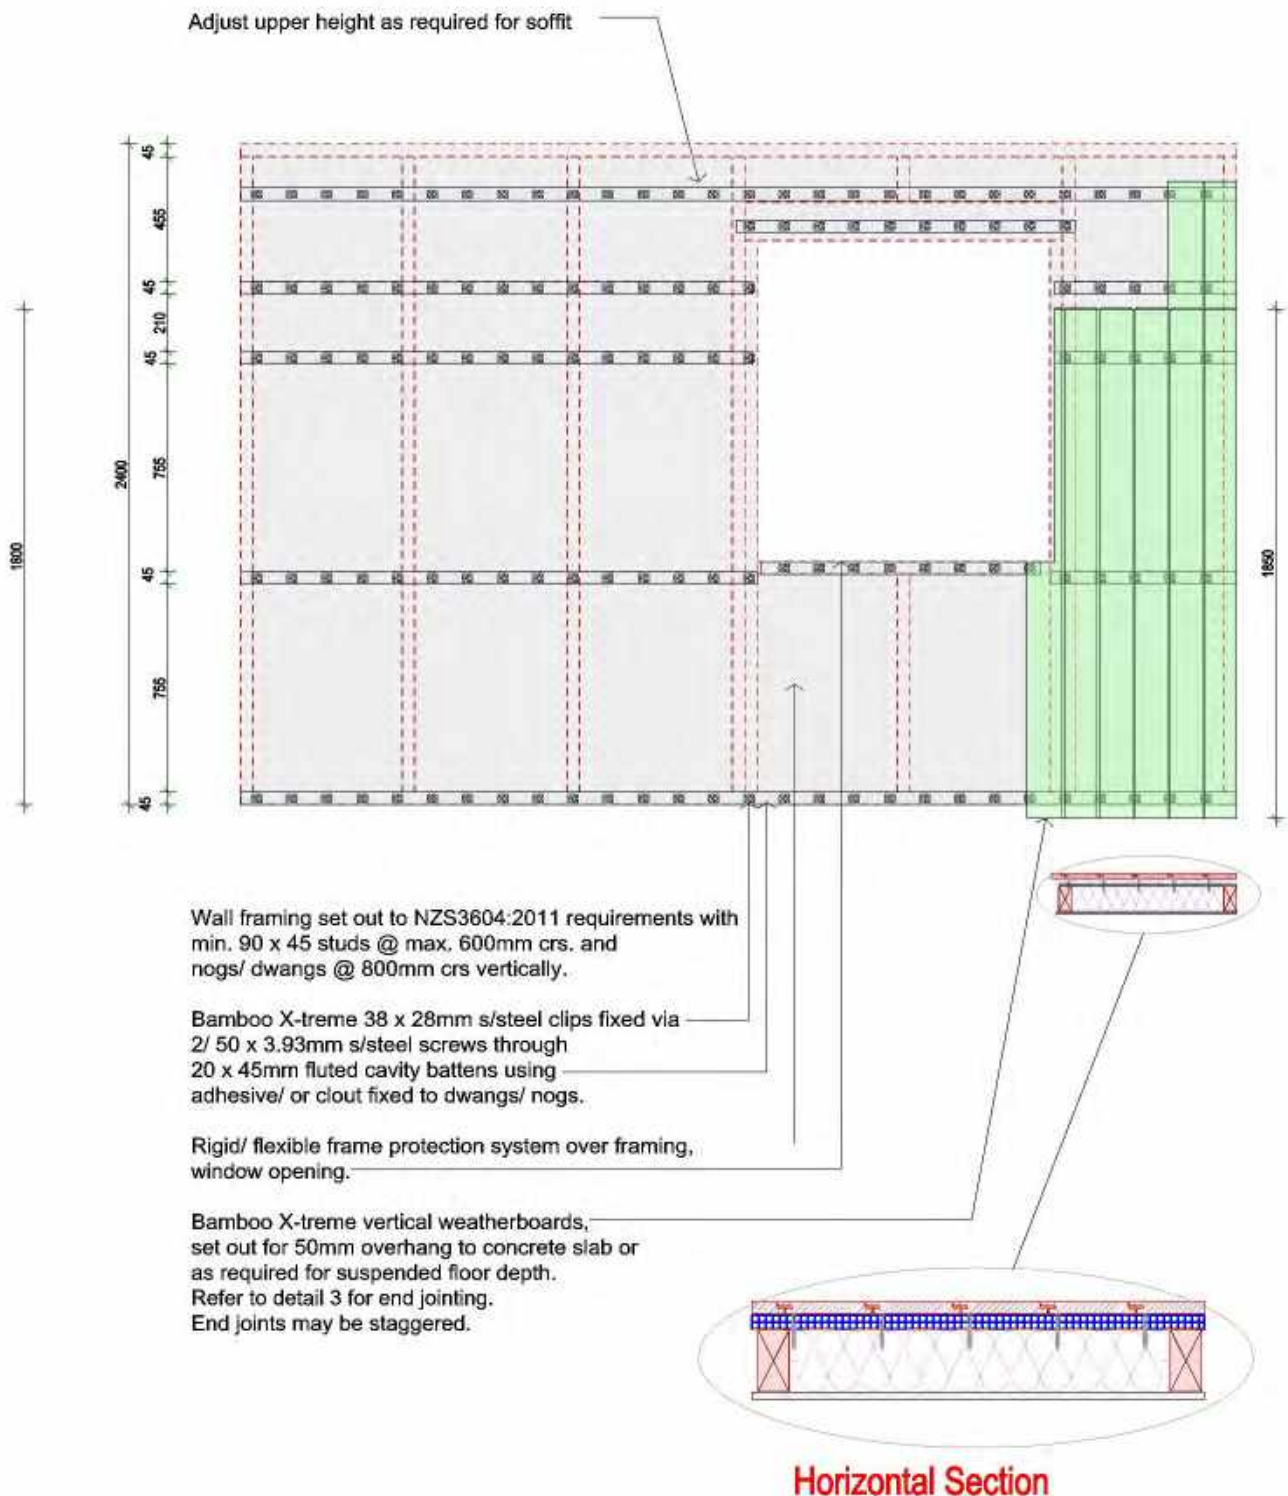 Adjust upper height as required for soffit
45
455
45
210
45
755
45
755
45
2400
1800
1850
Wall framing set out to NZS3604:2011 requirements with
min. 90 x 45 studs @ max. 600mm crs. and
nogs/ dwangs @ 800mm crs vertically.
Bamboo X-treme 38 x 28mm s/steel clips fixed via
2/ 50 x 3.93mm s/steel screws through
20 x 45mm fluted cavity battens using
adhesive/ or clout fixed to dwangs/ nogs.
Rigid/ flexible frame protection system over framing,
window opening.
Bamboo X-treme vertical weatherboards,
set out for 50mm overhang to concrete slab or
as required for suspended floor depth.
Refer to detail 3 for end jointing.
End joints may be staggered.
Horizontal Section